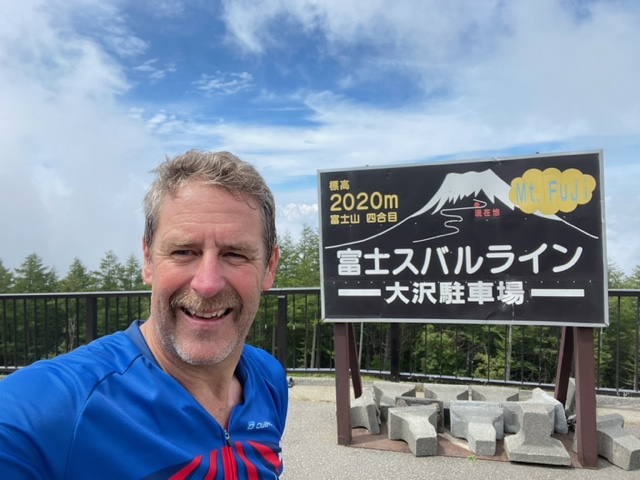 標高
2020m
富士山 四合目
Mt. Fuji
現在地
富士スバルライン
大沢駐車場